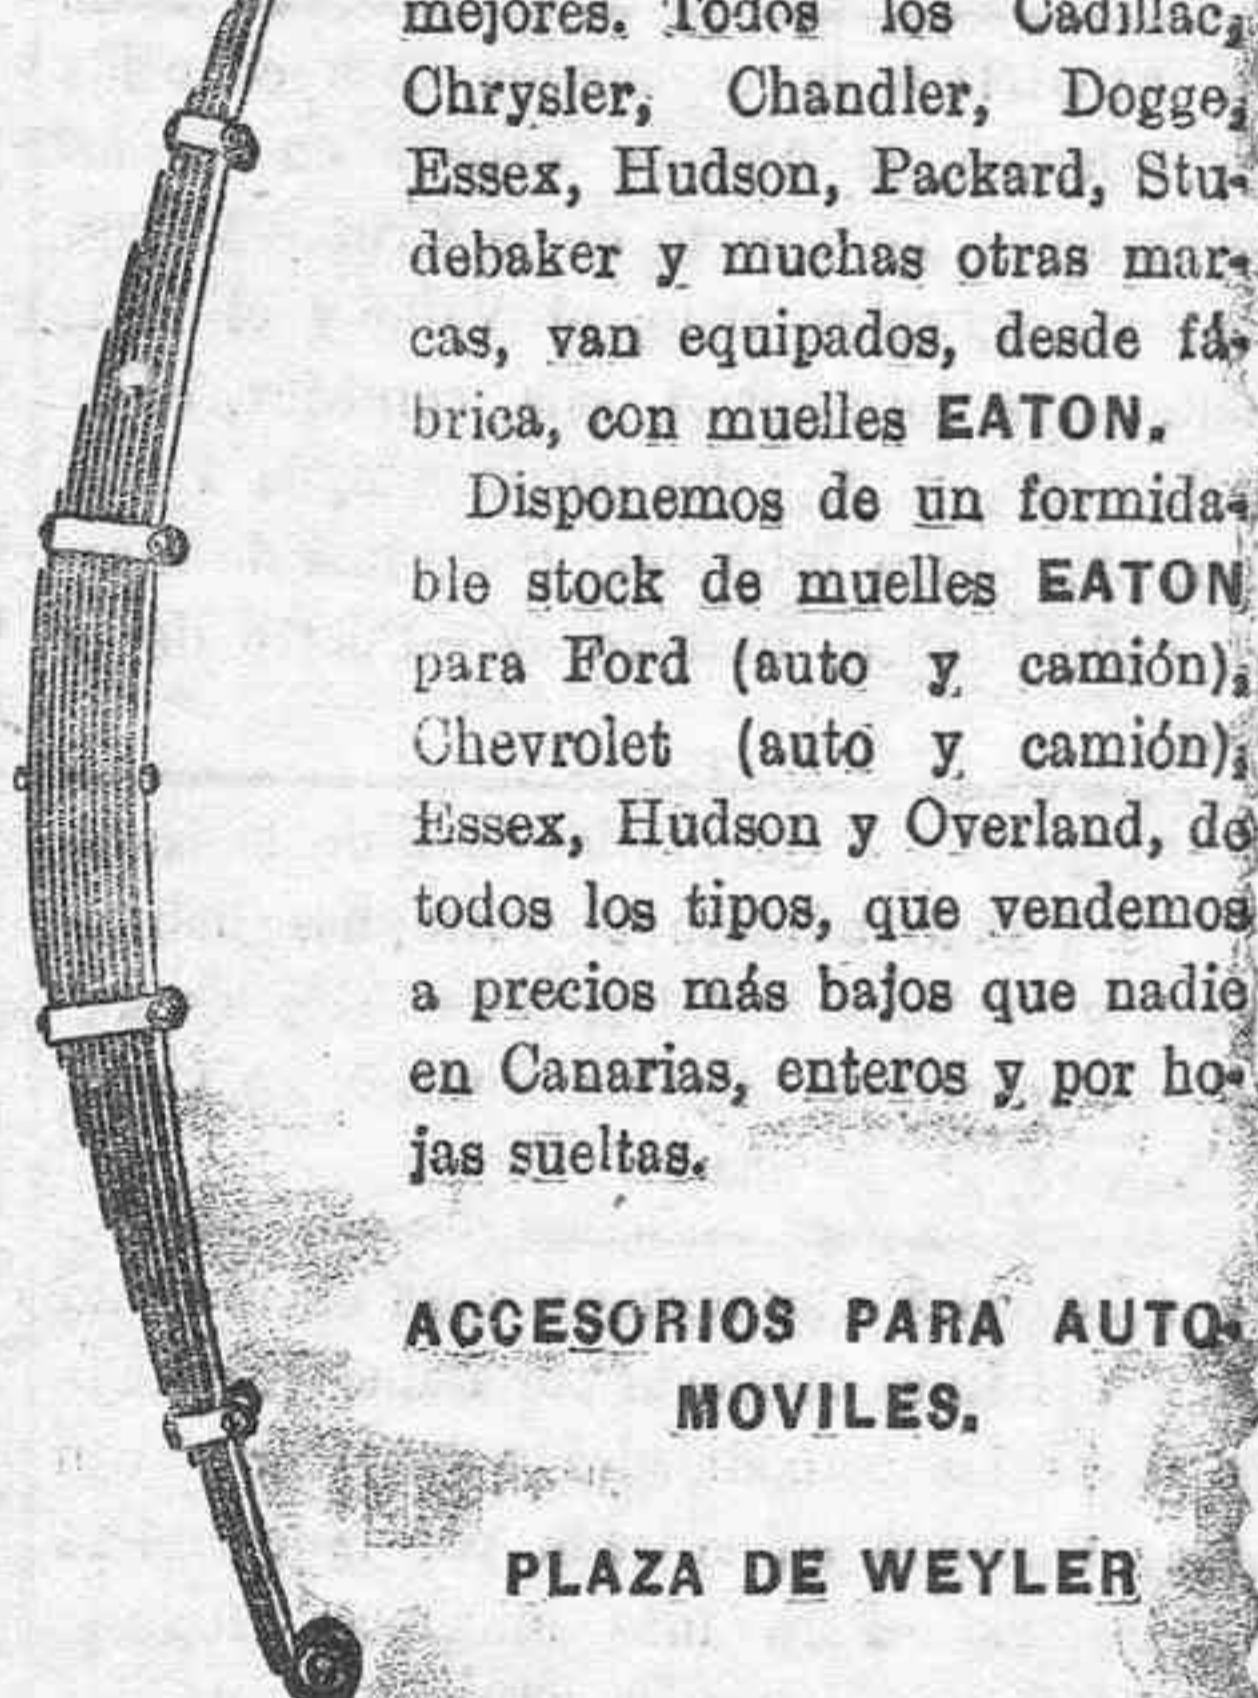 mejores. Todos los Cadillac,
Chrysler, Chandler, Dogge,
Essex, Hudson, Packard, Stu-
debaker y muchas otras mar-
cas, van equipados, desde fá-
brica, con muelles EATON.
Disponemos de un formida-
ble stock de muelles EATON
para Ford (auto y camión),
Chevrolet (auto y camión),
Essex, Hudson y Overland, de
todos los tipos, que vendemos
a precios más bajos que nadie
en Canarias, enteros y por ho-
jas sueltas.
ACCESORIOS PARA AUTO-
MOVILES.
PLAZA DE WEYLER